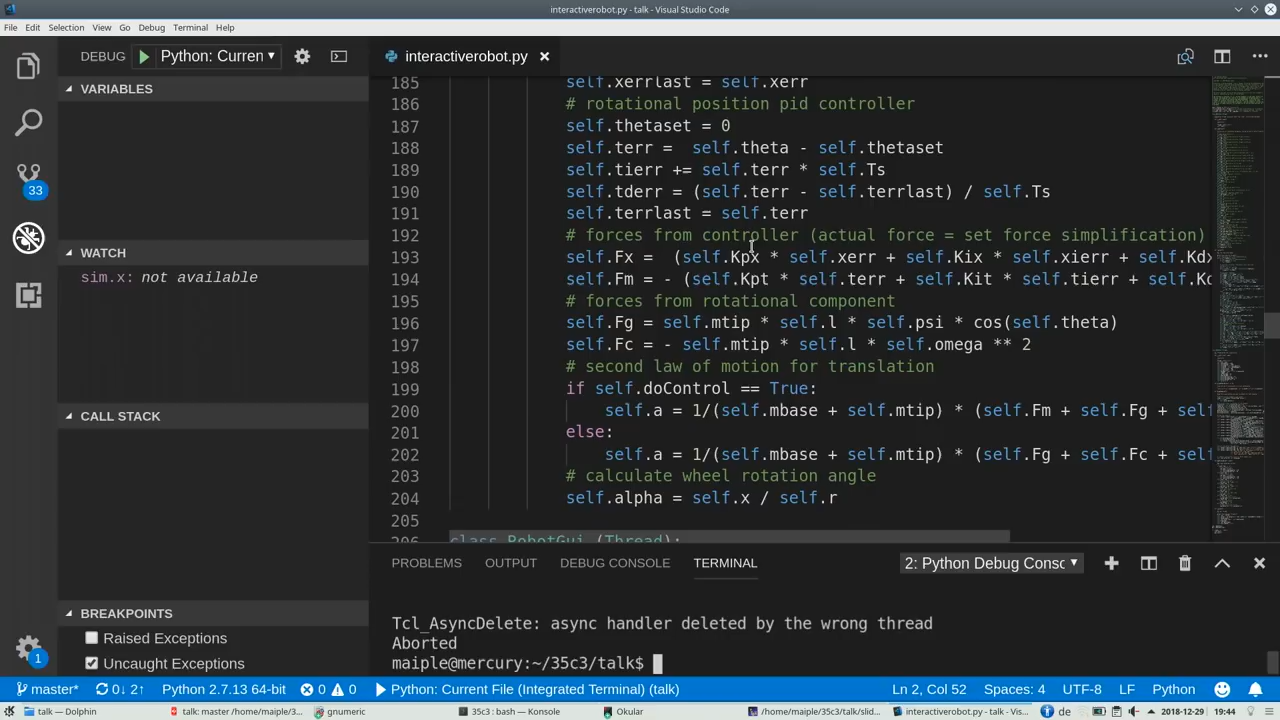 interactiverobot.py - talk - Visual Studio Code
File Edit Selection View Go Debug Terminal Help
DEBUG Python: Curren interactiverobot.py
VARIABLES
33
WATCH
sim.x: not available
CALL STACK
BREAKPOINTS
Raised Exceptions
Uncaught Exceptions
1
185 self.xerrlast = self.xerr
186 # rotational position pid controller
187 self.thetaset = 0
188 self.terr = self.theta - self.thetaset
189 self.tierr += self.terr * self.Ts
190 self.tderr = (self.terr - self.terrlast) / self.Ts
191 self.terrlast = self.terr
192 # forces from controller (actual force = set force simplification)
193 self.Fx = (self.Kpx * self.xerr + self.Kix * self.xierr + self.Kdx
194 self.Fm = - (self.Kpt * self.terr + self.Kit * self.tierr + self.Kd
195 # forces from rotational component
196 self.Fg = self.mtip * self.l * self.psi * cos(self.theta)
197 self.Fc = - self.mtip * self.l * self.omega ** 2
198 # second law of motion for translation
199 if self.doControl == True:
200 self.a = 1/(self.mbase + self.mtip) * (self.Fm + self.Fg + self
201 else:
202 self.a = 1/(self.mbase + self.mtip) * (self.Fg + self.Fc + self
203 # calculate wheel rotation angle
204 self.alpha = self.x / self.r
205
206 class RobotGui (Thread):
PROBLEMS OUTPUT DEBUG CONSOLE TERMINAL 2: Python Debug Consc
Tcl_AsyncDelete: async handler deleted by the wrong thread
Aborted
maiple@mercury:~/35c3/talk$
master* 0↓ 2↑ Python 2.7.13 64-bit 0 0 Python: Current File (Integrated Terminal) (talk) Ln 2, Col 52 Spaces: 4 UTF-8 LF Python
talk — Dolphin talk: master /home/maiple/3... gnumeric 35c3 : bash — Konsole Okular /home/maiple/35c3/talk/slid... interactiverobot.py - talk - Vis... de 2018-12-29 19:44